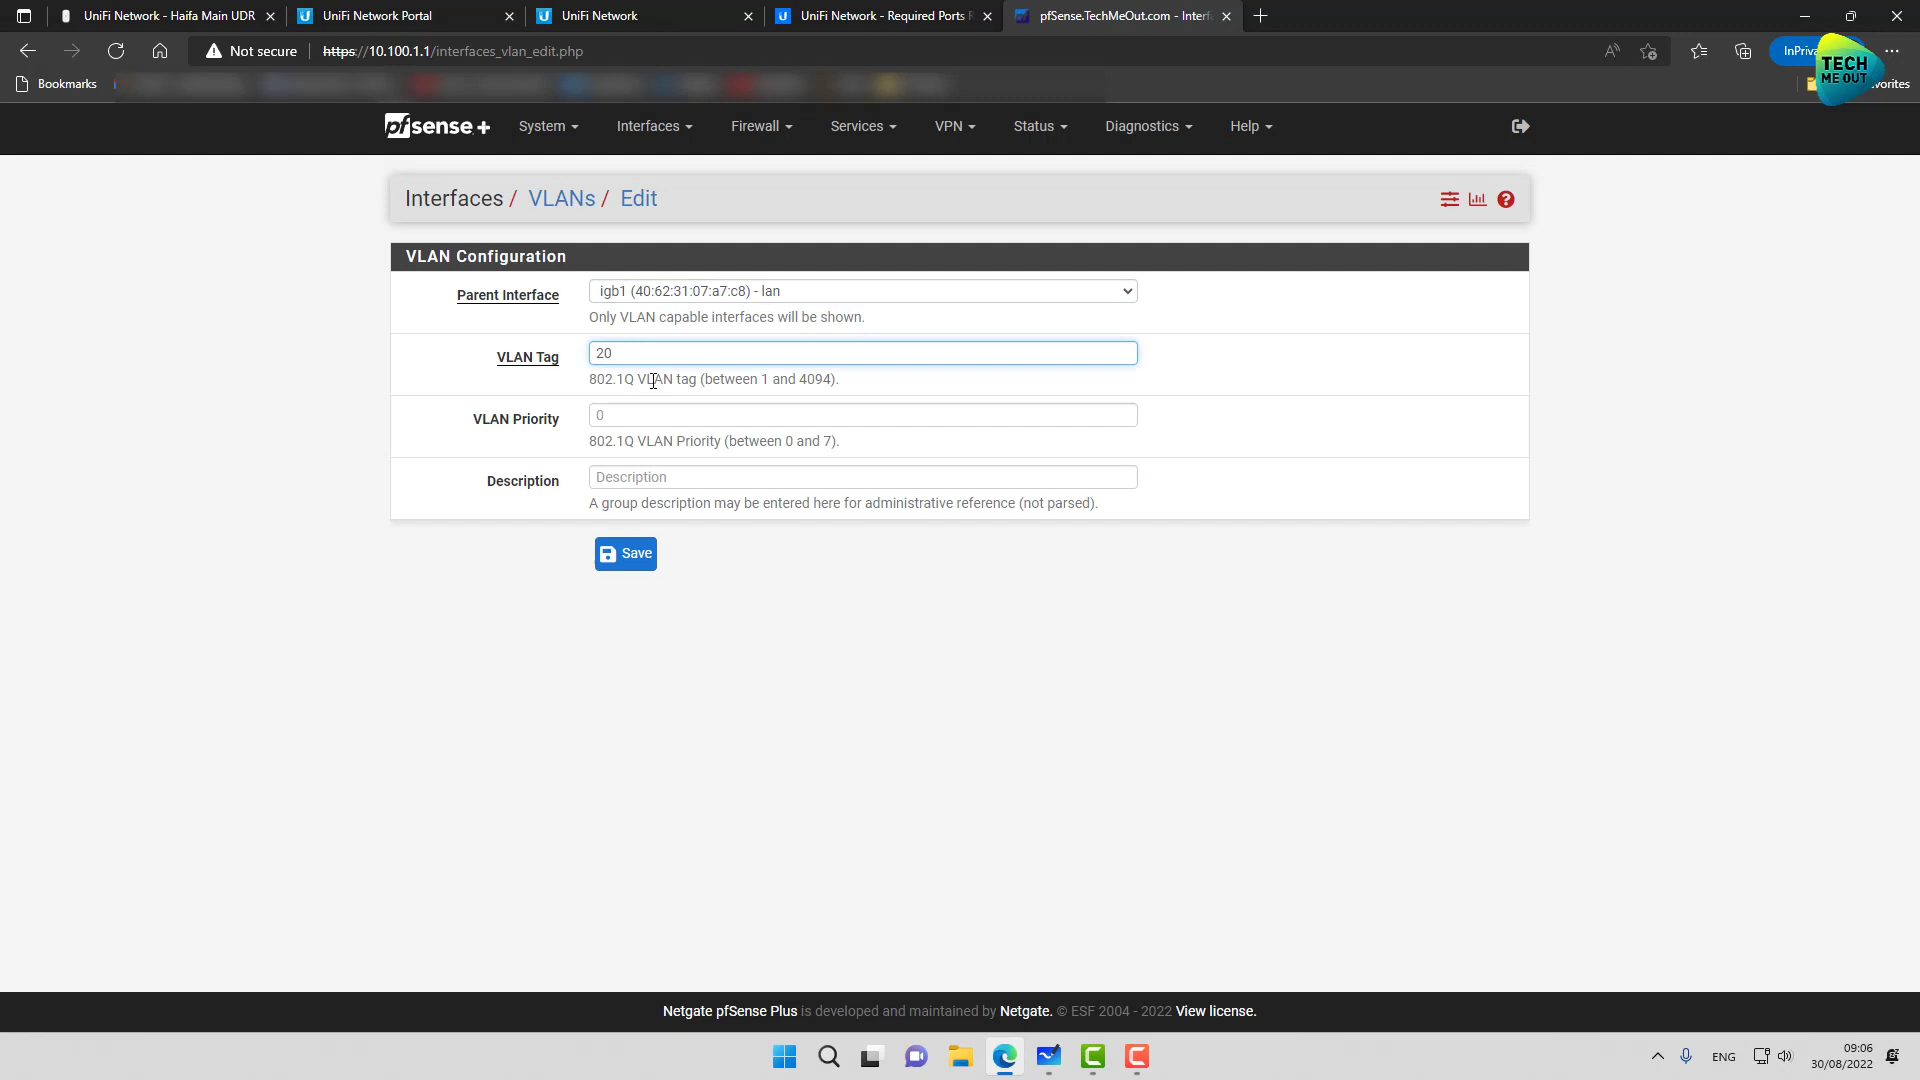 UniFi Network - Haifa Main UDR
UniFi Network Portal
UniFi Network
UniFi Network - Required Ports R
pfSense.TechMeOut.com - Interf
Not secure
https://10.100.1.1/interfaces_vlan_edit.php
InPriva
TECH
ME OUT
Bookmarks
vorites
pfsense +
System
Interfaces
Firewall
Services
VPN
Status
Diagnostics
Help
Interfaces / VLANs / Edit
VLAN Configuration
Parent Interface
igb1 (40:62:31:07:a7:c8) - lan
Only VLAN capable interfaces will be shown.
VLAN Tag
20
802.1Q VLAN tag (between 1 and 4094).
VLAN Priority
0
802.1Q VLAN Priority (between 0 and 7).
Description
Description
A group description may be entered here for administrative reference (not parsed).
Save
Netgate pfSense Plus is developed and maintained by Netgate. © ESF 2004 - 2022 View license.
ENG
09:06
30/08/2022